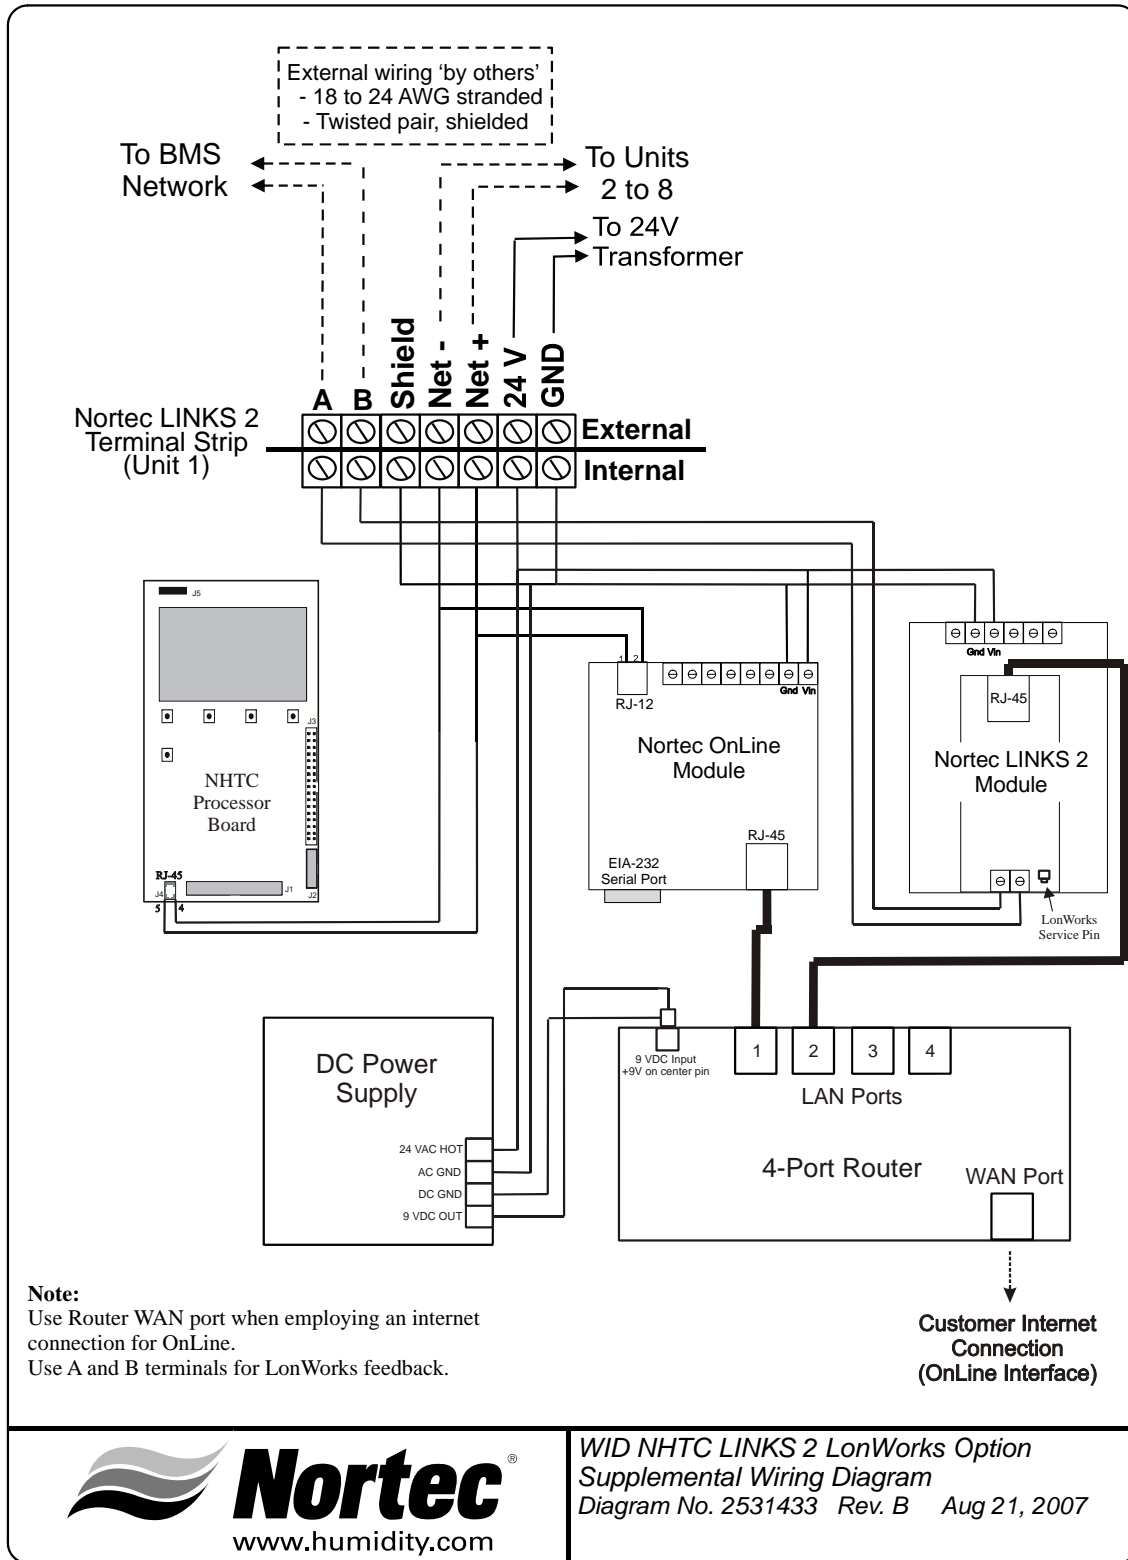 External wiring ‘by others’
- 18 to 24 AWG stranded
- Twisted pair, shielded
To BMS
Network
To Units
2 to 8
To 24V
Transformer
A
B
Shield
Net -
Net +
24 V
GND
Nortec LINKS 2
Terminal Strip
(Unit 1)
External
Internal
J5
J3
NHTC
Processor
Board
RJ-45
J4
J1
J2
5
4
1 2
RJ-12
Gnd Vin
Nortec OnLine
Module
RJ-45
EIA-232
Serial Port
Gnd Vin
RJ-45
Nortec LINKS 2
Module
LonWorks
Service Pin
DC Power
Supply
24 VAC HOT
AC GND
DC GND
9 VDC OUT
9 VDC Input
+9V on center pin
1
2
3
4
LAN Ports
4-Port Router
WAN Port
Customer Internet
Connection
(OnLine Interface)
Note:
Use Router WAN port when employing an internet
connection for OnLine.
Use A and B terminals for LonWorks feedback.
Nortec®
www.humidity.com
WID NHTC LINKS 2 LonWorks Option
Supplemental Wiring Diagram
Diagram No. 2531433 Rev. B Aug 21, 2007